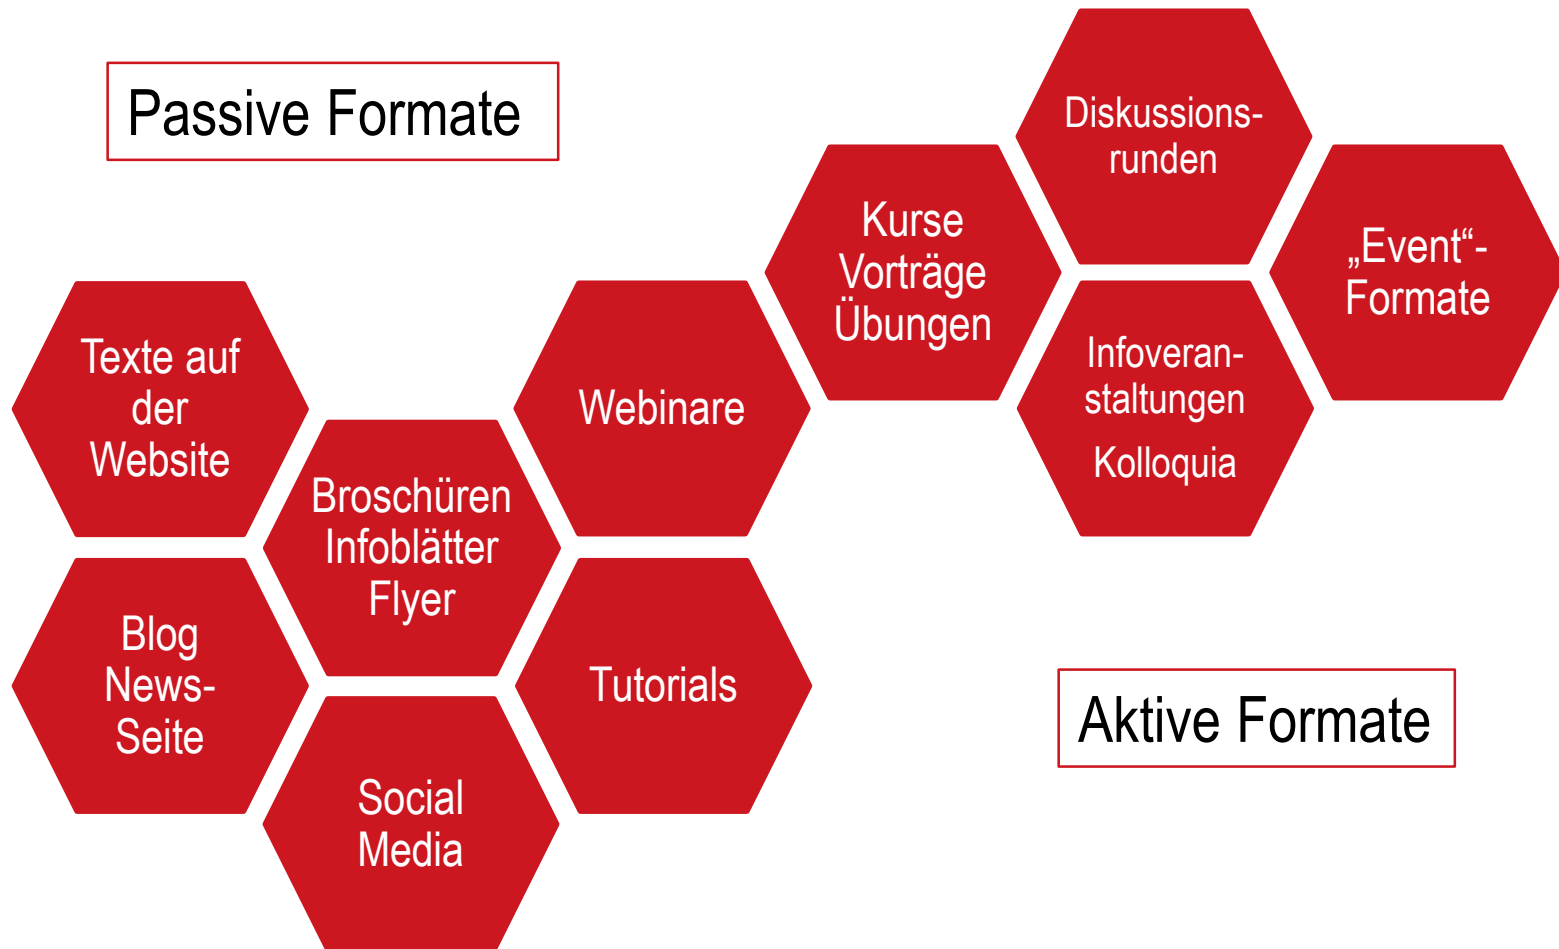 Passive Formate
Texte auf
der
Website
Blog
News-
Seite
Broschüren
Infoblätter
Flyer
Social
Media
Webinare
Tutorials
Kurse
Vorträge
Übungen
Diskussions-
runden
Infoveran-
staltungen
Kolloquia
„Event“-
Formate
Aktive Formate